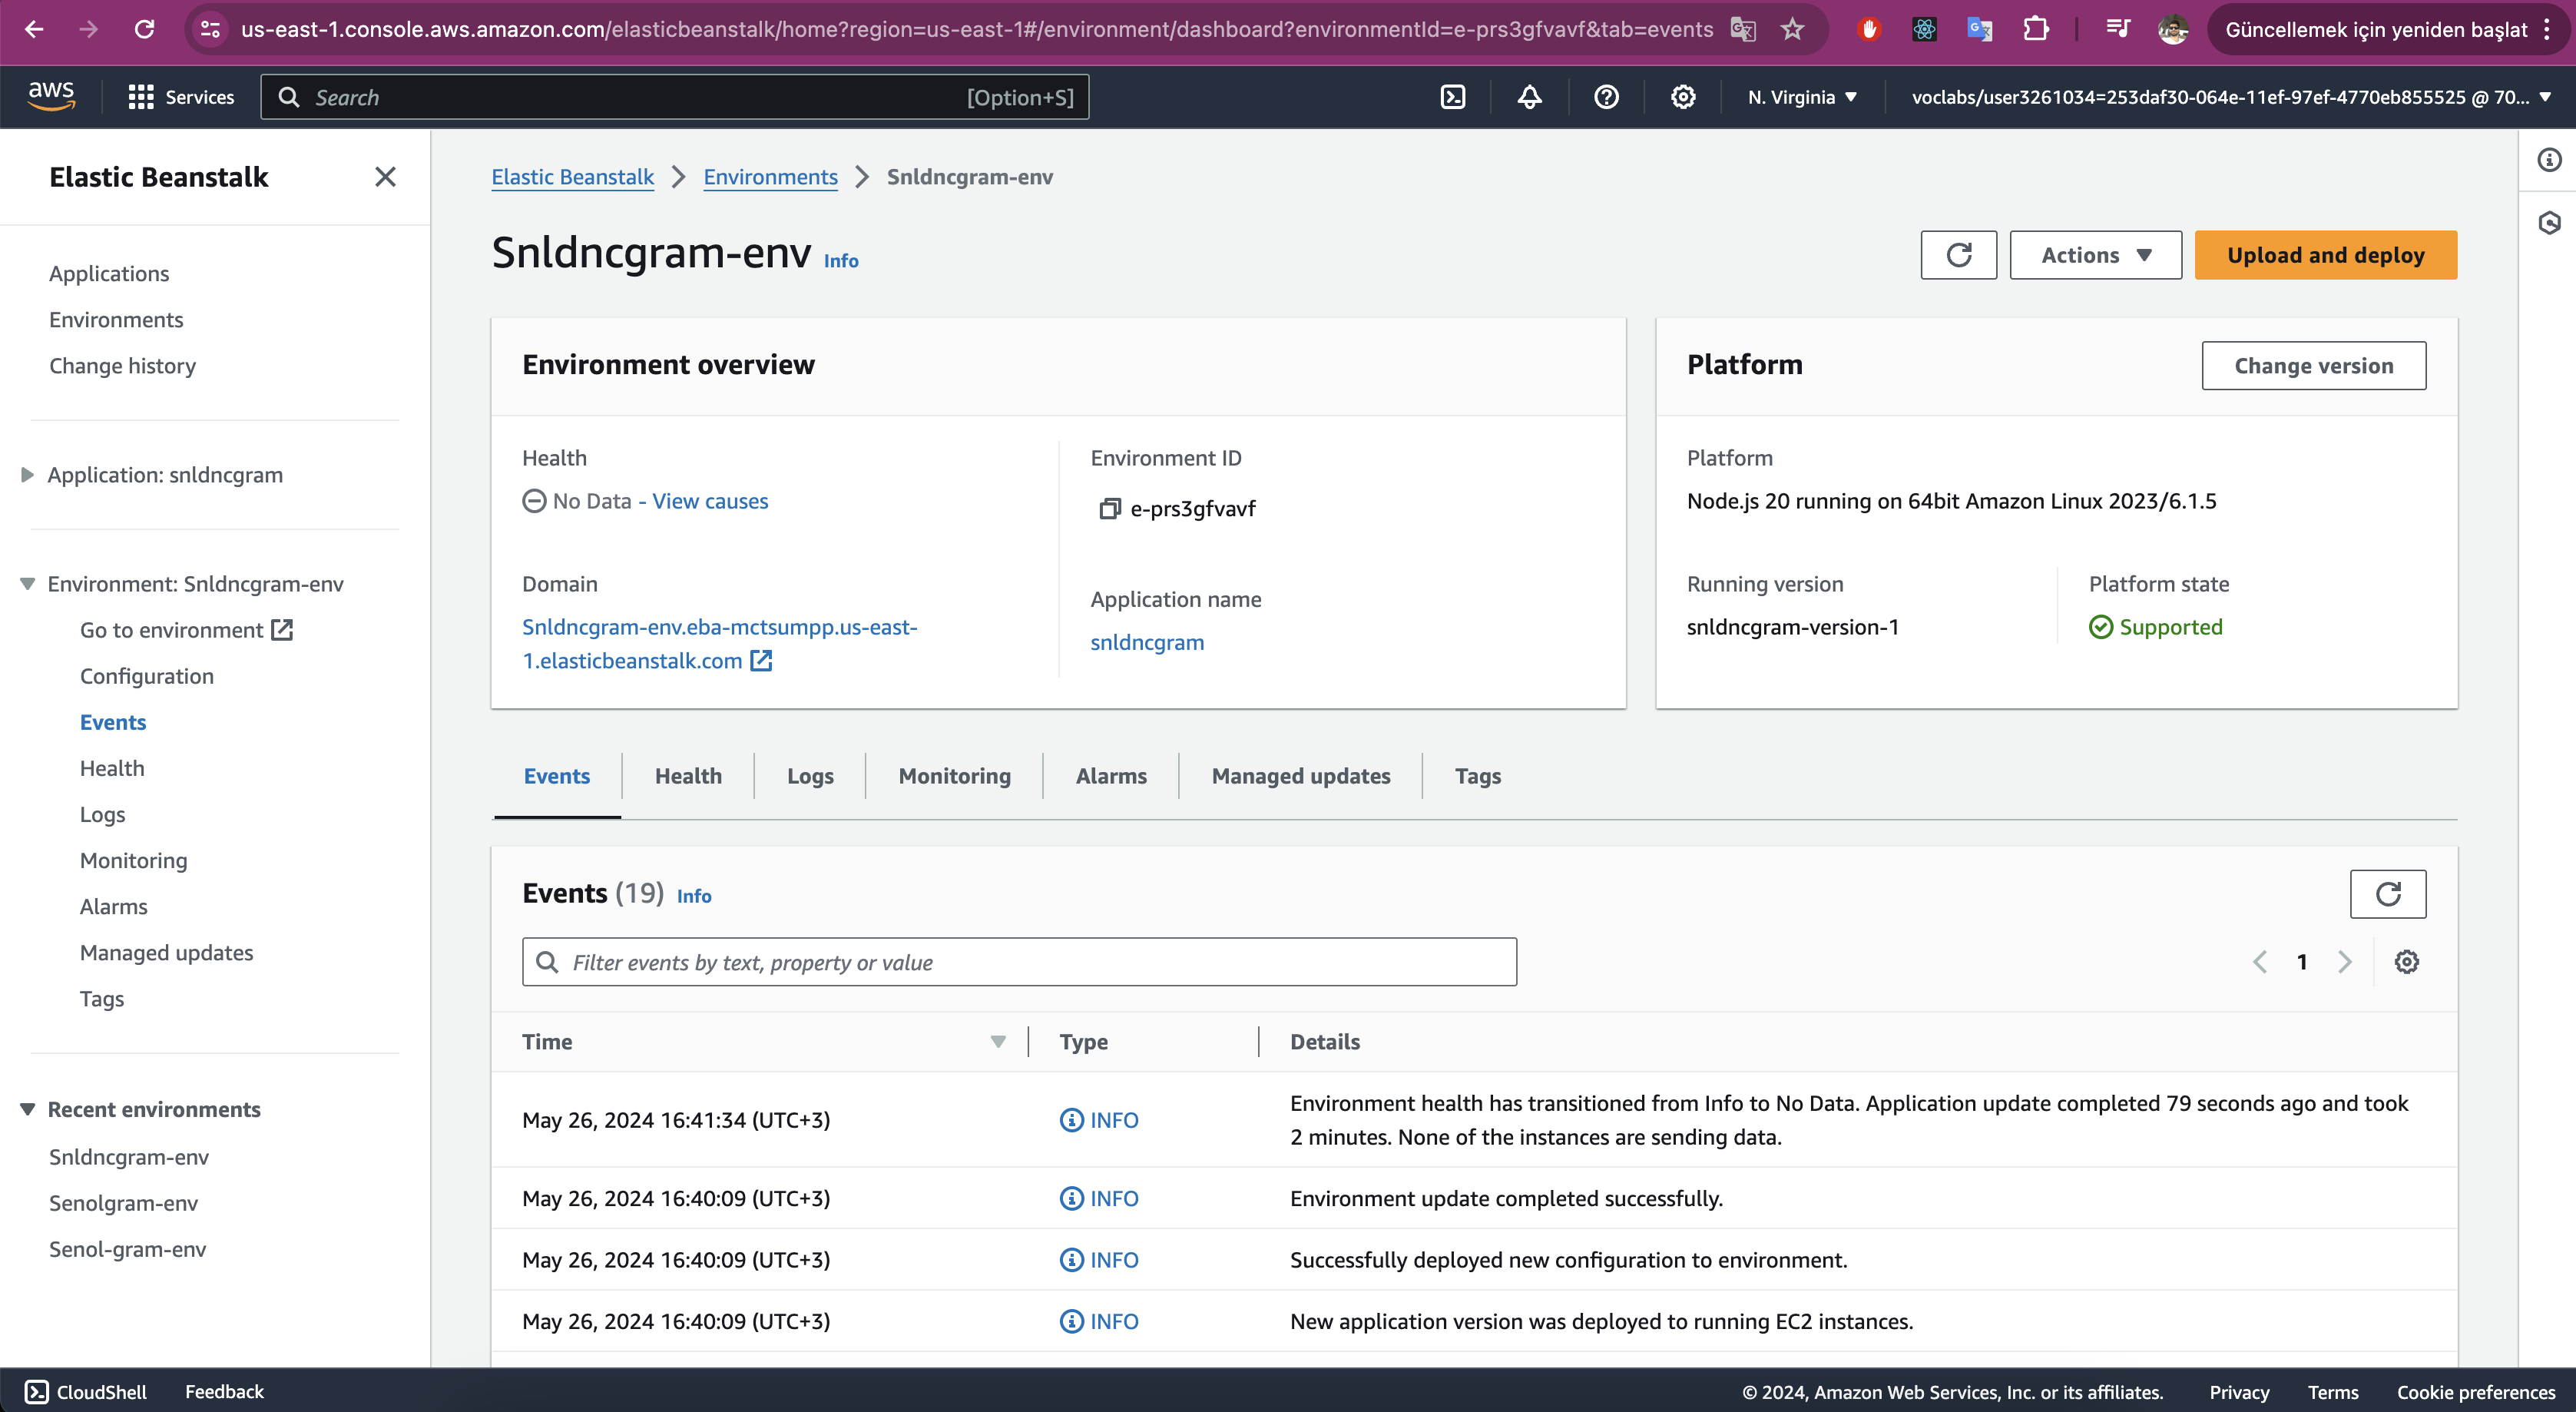 us-east-1.console.aws.amazon.com/elasticbeanstalk/home?region=us-east-1#/environment/dashboard?environmentId=e-prs3gfvavf&tab=events
Güncellemek için yeniden başlat
aws
Services
Search
[Option+S]
N. Virginia
voclabs/user3261034=253daf30-064e-11ef-97ef-4770eb855525 @ 70...
Elastic Beanstalk
Applications
Environments
Change history
Application: snldncgram
Environment: Snldncgram-env
Go to environment
Configuration
Events
Health
Logs
Monitoring
Alarms
Managed updates
Tags
Recent environments
Snldncgram-env
Senolgram-env
Senol-gram-env
Elastic Beanstalk > Environments > Snldncgram-env
Snldncgram-env Info
Actions
Upload and deploy
Environment overview
Health
No Data - View causes
Domain
Snldncgram-env.eba-mctsumpp.us-east-
1.elasticbeanstalk.com
Environment ID
e-prs3gfvavf
Application name
snldncgram
Platform
Change version
Platform
Node.js 20 running on 64bit Amazon Linux 2023/6.1.5
Running version
snldncgram-version-1
Platform state
Supported
Events
Health
Logs
Monitoring
Alarms
Managed updates
Tags
Events (19) Info
Filter events by text, property or value
1
Time Type Details
May 26, 2024 16:41:34 (UTC+3) INFO Environment health has transitioned from Info to No Data. Application update completed 79 seconds ago and took
2 minutes. None of the instances are sending data.
May 26, 2024 16:40:09 (UTC+3) INFO Environment update completed successfully.
May 26, 2024 16:40:09 (UTC+3) INFO Successfully deployed new configuration to environment.
May 26, 2024 16:40:09 (UTC+3) INFO New application version was deployed to running EC2 instances.
CloudShell Feedback © 2024, Amazon Web Services, Inc. or its affiliates. Privacy Terms Cookie preferences